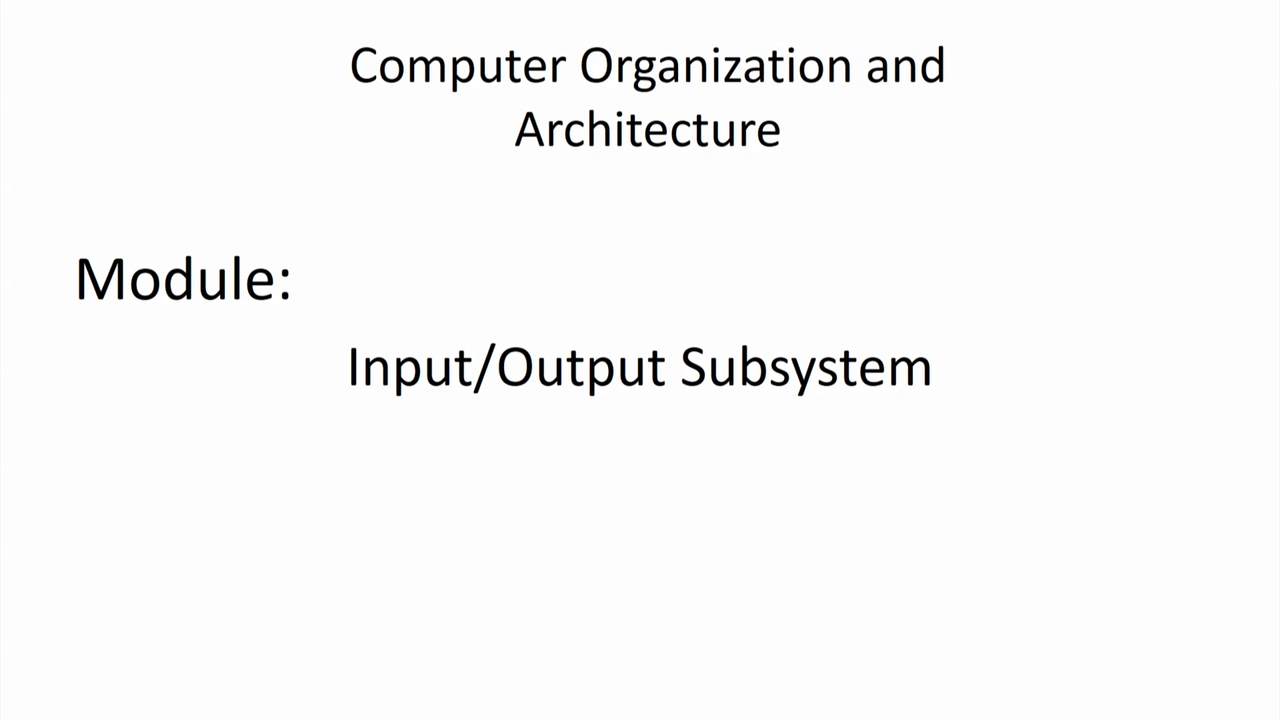 Computer Organization and
Architecture
Module:
Input/Output Subsystem